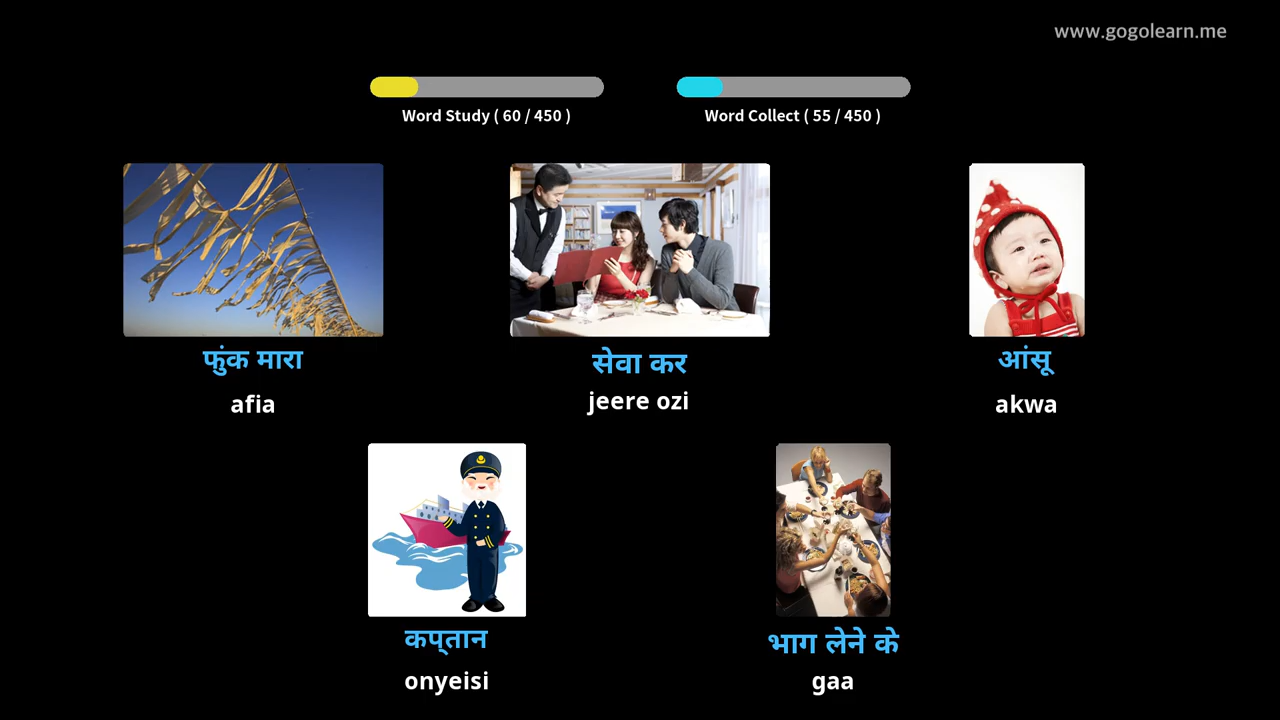 www.gogolearn.me
Word Study ( 60 / 450 )
Word Collect ( 55 / 450 )
फुंक मारा
afia
सेवा कर
jeere ozi
आंसू
akwa
कप्तान
onyeisi
भाग लेने के
gaa